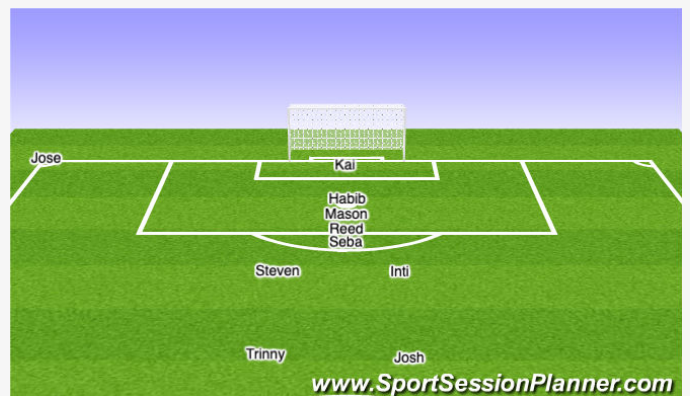 Jose
Kai
Habib
Mason
Reed
Seba
Steven Inti
Trinny Josh
www.SportSessionPlanner.com